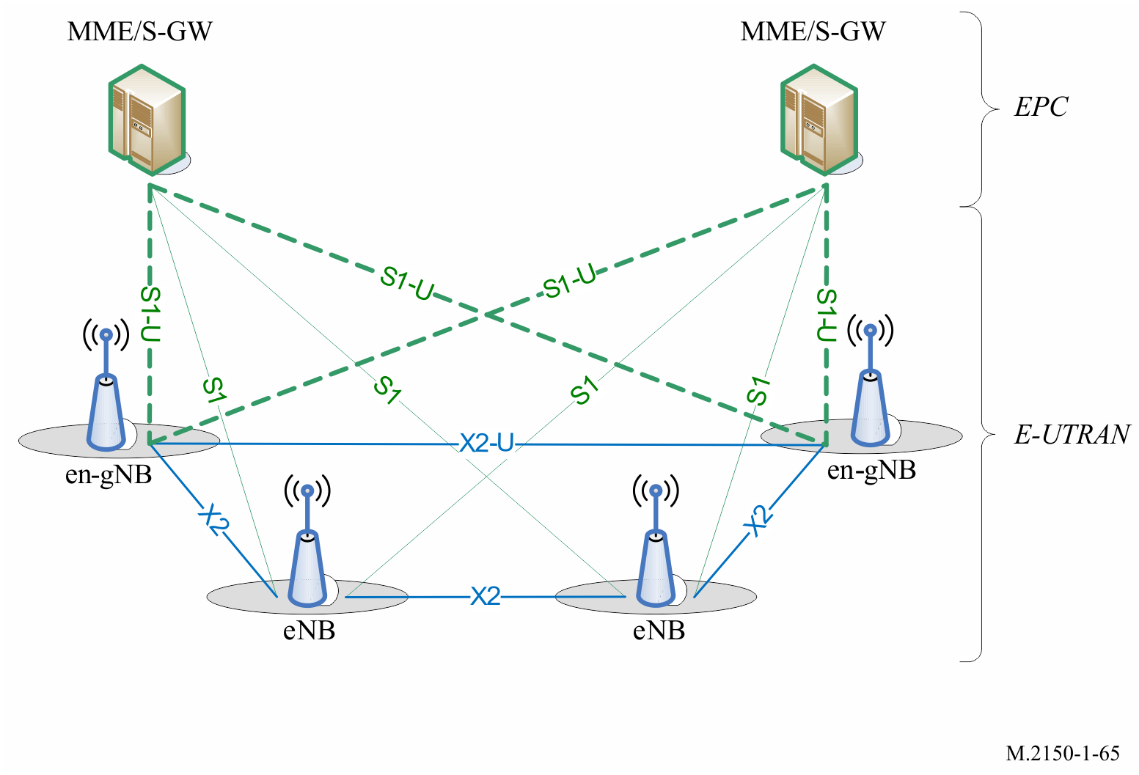 MME/S-GW
MME/S-GW
EPC
S1-U
S1-U
S1-U
S1-U
S1
S1
S1
S1
X2-U
E-UTRAN
en-gNB
en-gNB
X2
X2
X2
eNB
eNB
M.2150-1-65